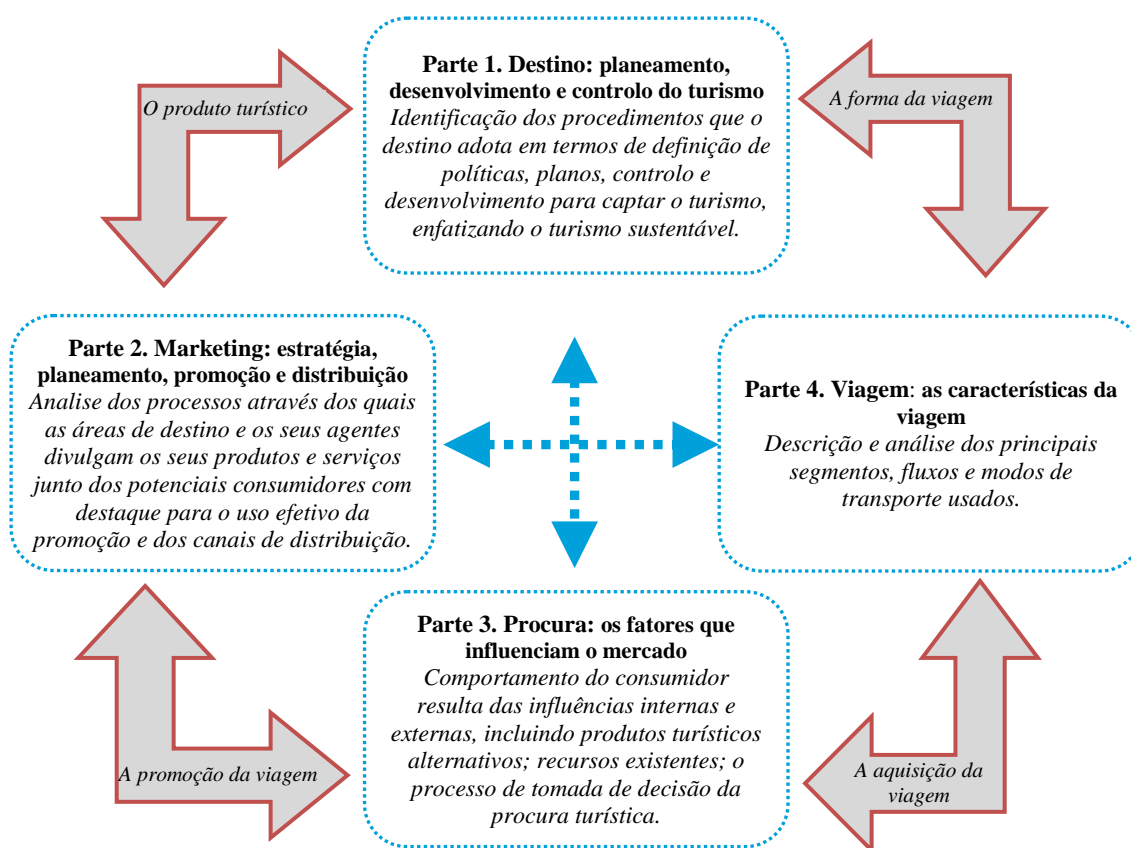 Parte 1. Destino: planeamento,
desenvolvimento e controlo do turismo
Identificação dos procedimentos que o
destino adota em termos de definição de
políticas, planos, controlo e
desenvolvimento para captar o turismo,
enfatizando o turismo sustentável.
O produto turístico
A forma da viagem
Parte 2. Marketing: estratégia,
planeamento, promoção e distribuição
Analise dos processos através dos quais
as áreas de destino e os seus agentes
divulgam os seus produtos e serviços
junto dos potenciais consumidores com
destaque para o uso efetivo da
promoção e dos canais de distribuição.
Parte 4. Viagem: as características da
viagem
Descrição e análise dos principais
segmentos, fluxos e modos de
transporte usados.
Parte 3. Procura: os fatores que
influenciam o mercado
Comportamento do consumidor
resulta das influências internas e
externas, incluindo produtos turísticos
alternativos; recursos existentes; o
processo de tomada de decisão da
procura turística.
A promoção da viagem
A aquisição da
viagem